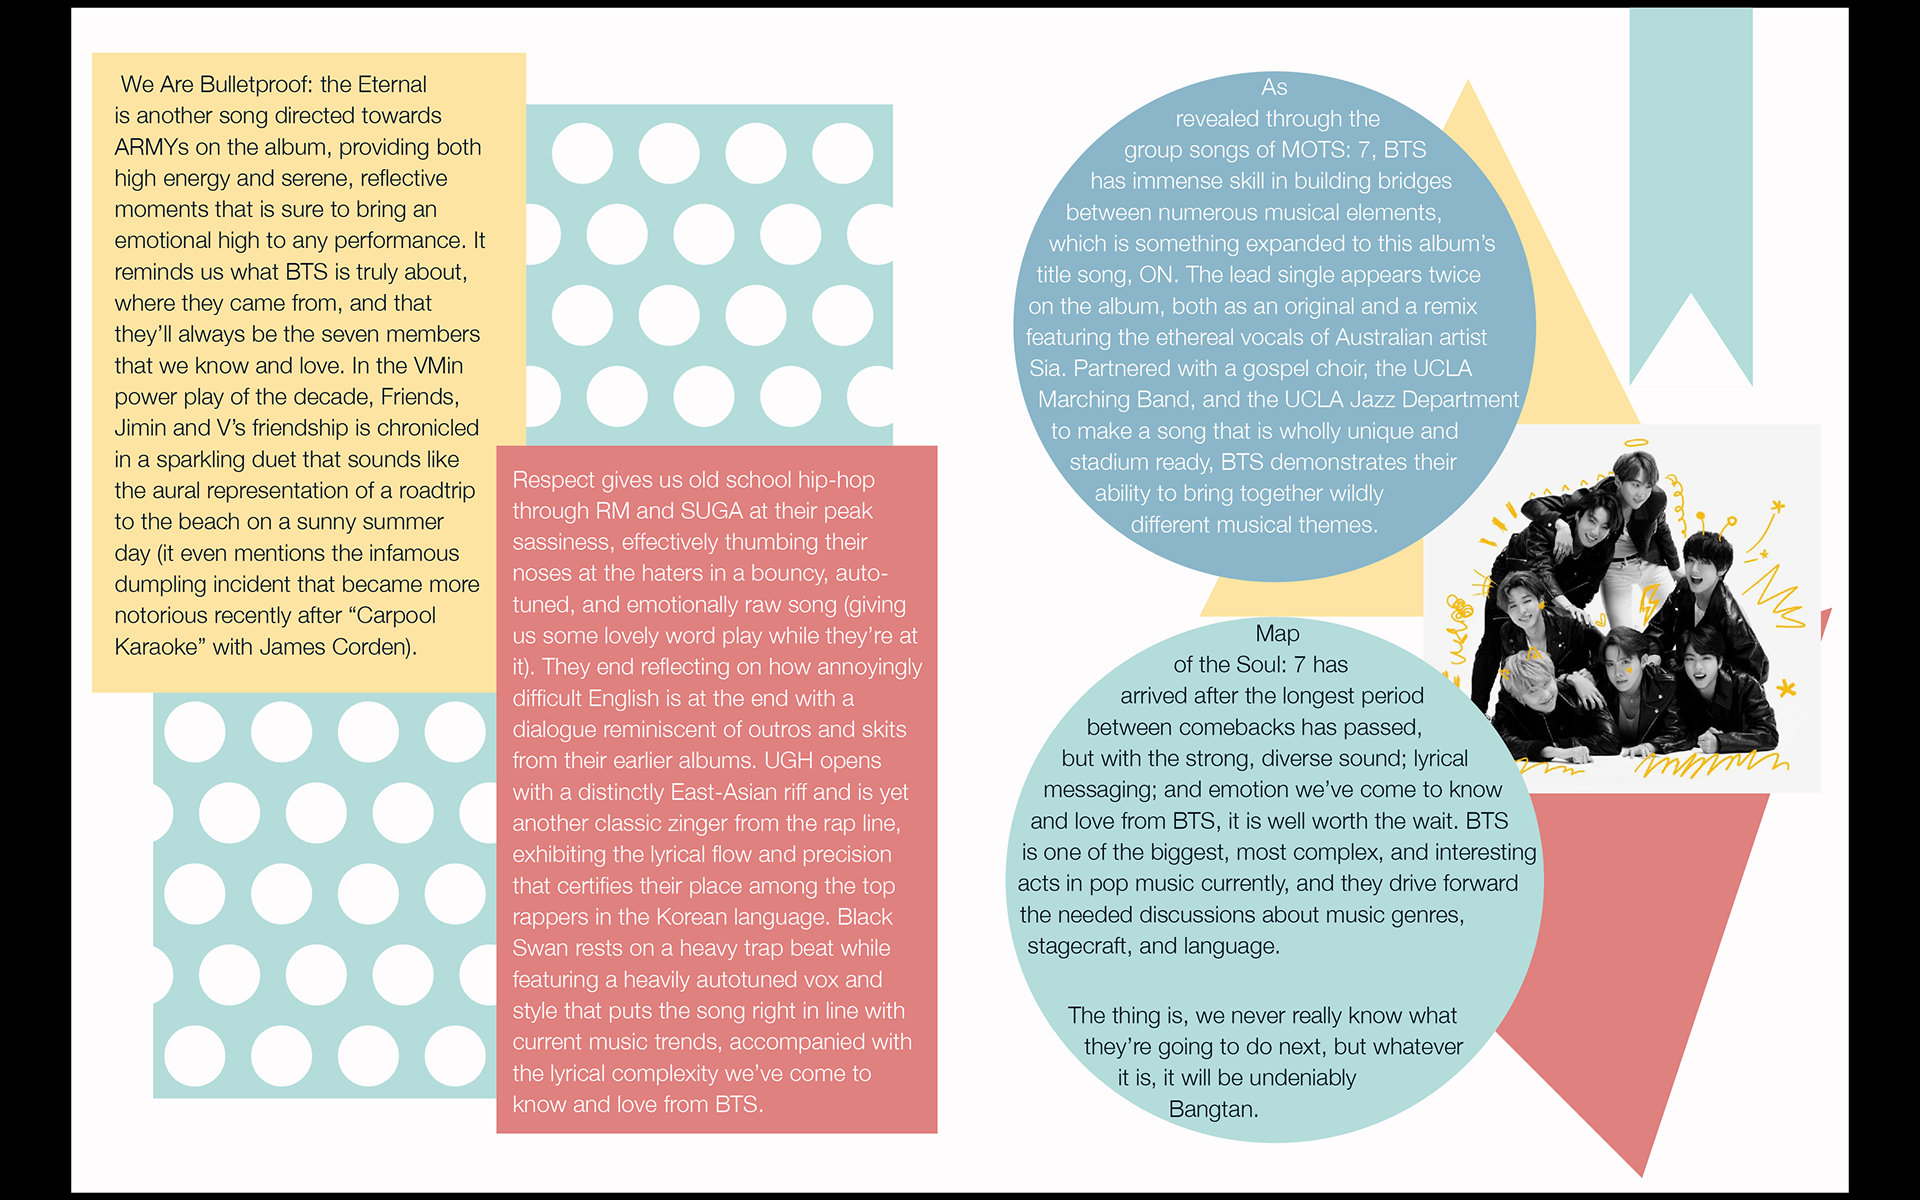 We Are Bulletproof: the Eternal
is another song directed towards
ARMYs on the album, providing both
high energy and serene, reflective
moments that is sure to bring an
emotional high to any performance. It
reminds us what BTS is truly about,
where they came from, and that
they’ll always be the seven members
that we know and love. In the VMin
power play of the decade, Friends,
Jimin and V’s friendship is chronicled
in a sparkling duet that sounds like
the aural representation of a roadtrip
to the beach on a sunny summer
day (it even mentions the infamous
dumpling incident that became more
notorious recently after “Carpool
Karaoke” with James Corden).
Respect gives us old school hip-hop
through RM and SUGA at their peak
sassiness, effectively thumbing their
noses at the haters in a bouncy, auto-
tuned, and emotionally raw song (giving
us some lovely word play while they’re at
it). They end reflecting on how annoyingly
difficult English is at the end with a
dialogue reminiscent of outros and skits
from their earlier albums. UGH opens
with a distinctly East-Asian riff and is yet
another classic zinger from the rap line,
exhibiting the lyrical flow and precision
that certifies their place among the top
rappers in the Korean language. Black
Swan rests on a heavy trap beat while
featuring a heavily autotuned vox and
style that puts the song right in line with
current music trends, accompanied with
the lyrical complexity we’ve come to
know and love from BTS.
As
revealed through the
group songs of MOTS: 7, BTS
has immense skill in building bridges
between numerous musical elements,
which is something expanded to this album’s
title song, ON. The lead single appears twice
on the album, both as an original and a remix
featuring the ethereal vocals of Australian artist
Sia. Partnered with a gospel choir, the UCLA
Marching Band, and the UCLA Jazz Department
to make a song that is wholly unique and
stadium ready, BTS demonstrates their
ability to bring together wildly
different musical themes.
Map
of the Soul: 7 has
arrived after the longest period
between comebacks has passed,
but with the strong, diverse sound; lyrical
messaging; and emotion we’ve come to know
and love from BTS, it is well worth the wait. BTS
is one of the biggest, most complex, and interesting
acts in pop music currently, and they drive forward
the needed discussions about music genres,
stagecraft, and language.
The thing is, we never really know what
they’re going to do next, but whatever
it is, it will be undeniably
Bangtan.